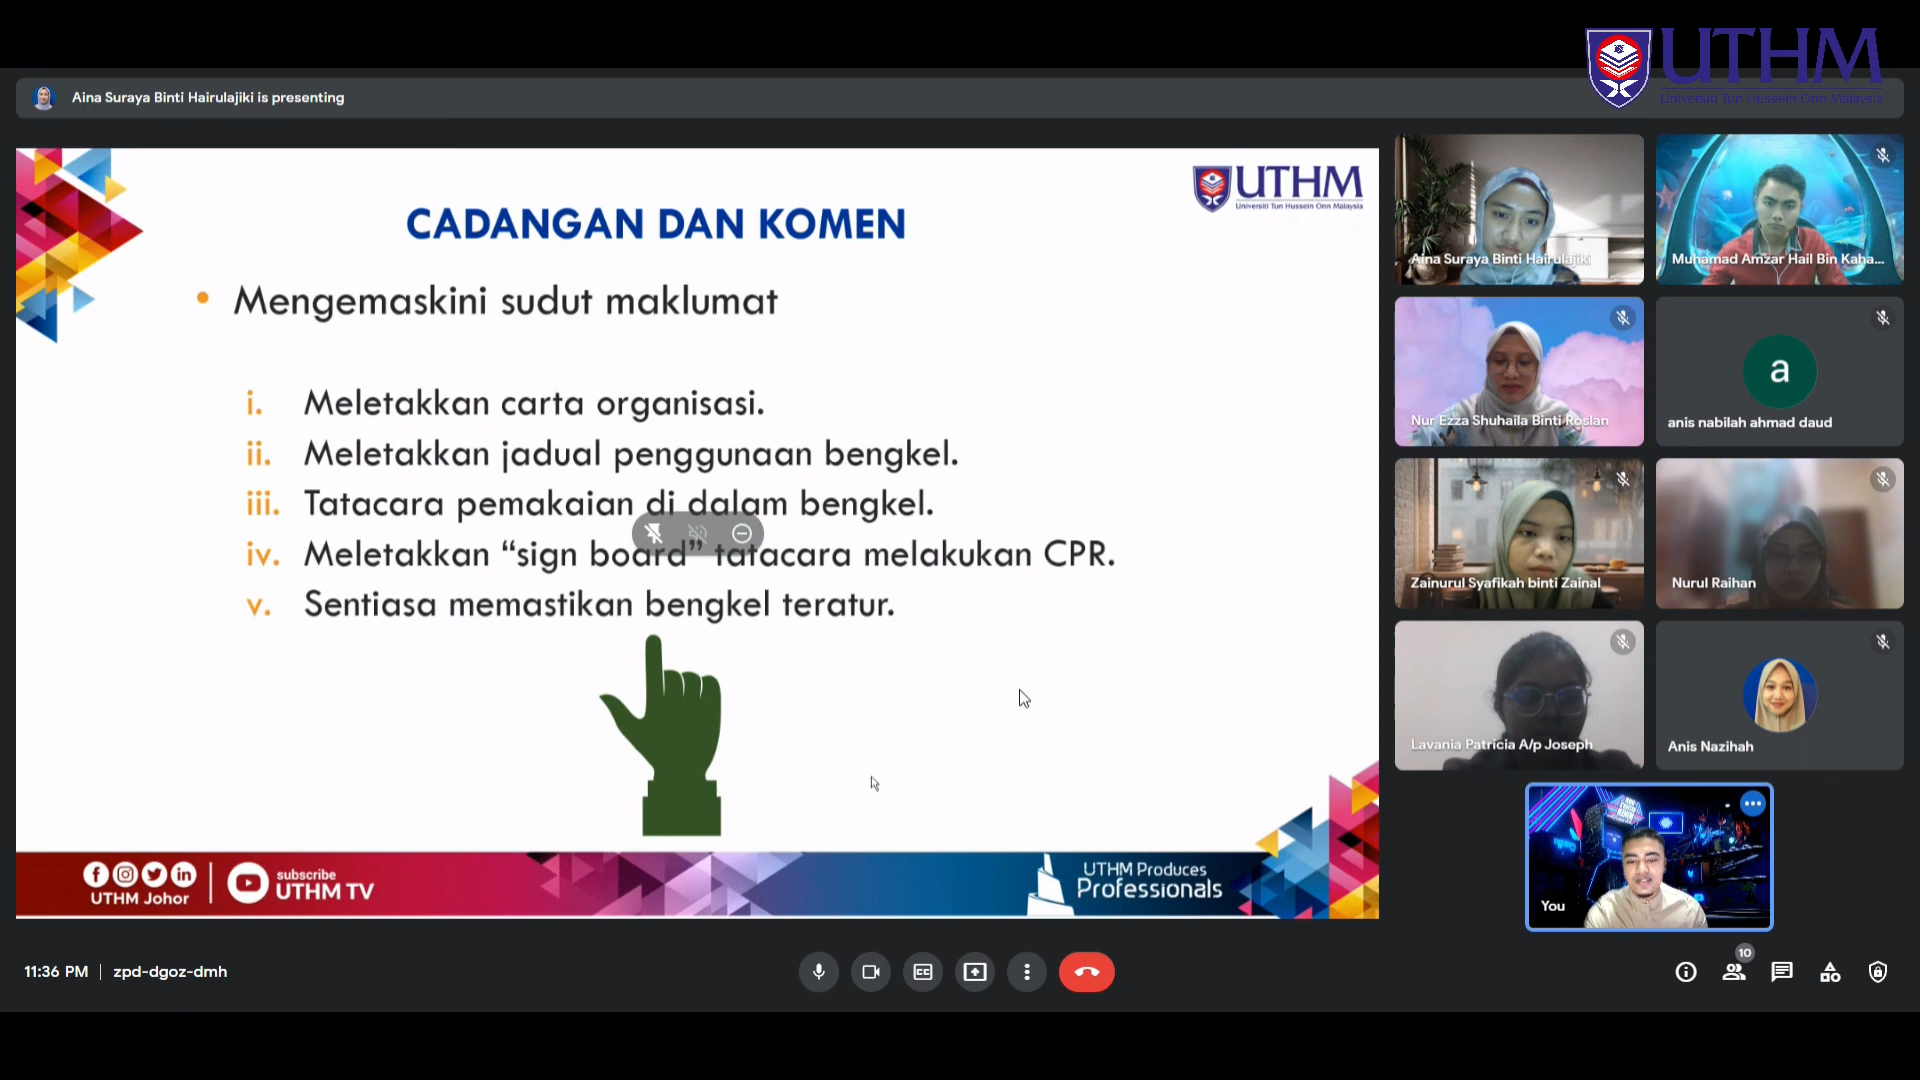 UTHM
Universiti Tun Hussein Onn Malaysia
Aina Suraya Binti Hairulajiki is presenting
UTHM
Universiti Tun Hussein Onn Malaysia
CADANGAN DAN KOMEN
• Mengemaskini sudut maklumat
i. Meletakkan carta organisasi.
ii. Meletakkan jadual penggunaan bengkel.
iii. Tatacara pemakaian di dalam bengkel.
iv. Meletakkan “sign board” tatacara melakukan CPR.
v. Sentiasa memastikan bengkel teratur.
UTHM Johor
subscribe
UTHM TV
UTHM Produces
Professionals
Aina Suraya Binti Hairulajiki
Muhamad Amzar Hail Bin Kaha...
Nur Ezza Shuhaila Binti Roslan
a
anis nabilah ahmad daud
Zainurul Syafikah binti Zainal
Nurul Raihan
Lavania Patricia A/p Joseph
Anis Nazihah
You
11:36 PM | zpd-dgoz-dmh
10